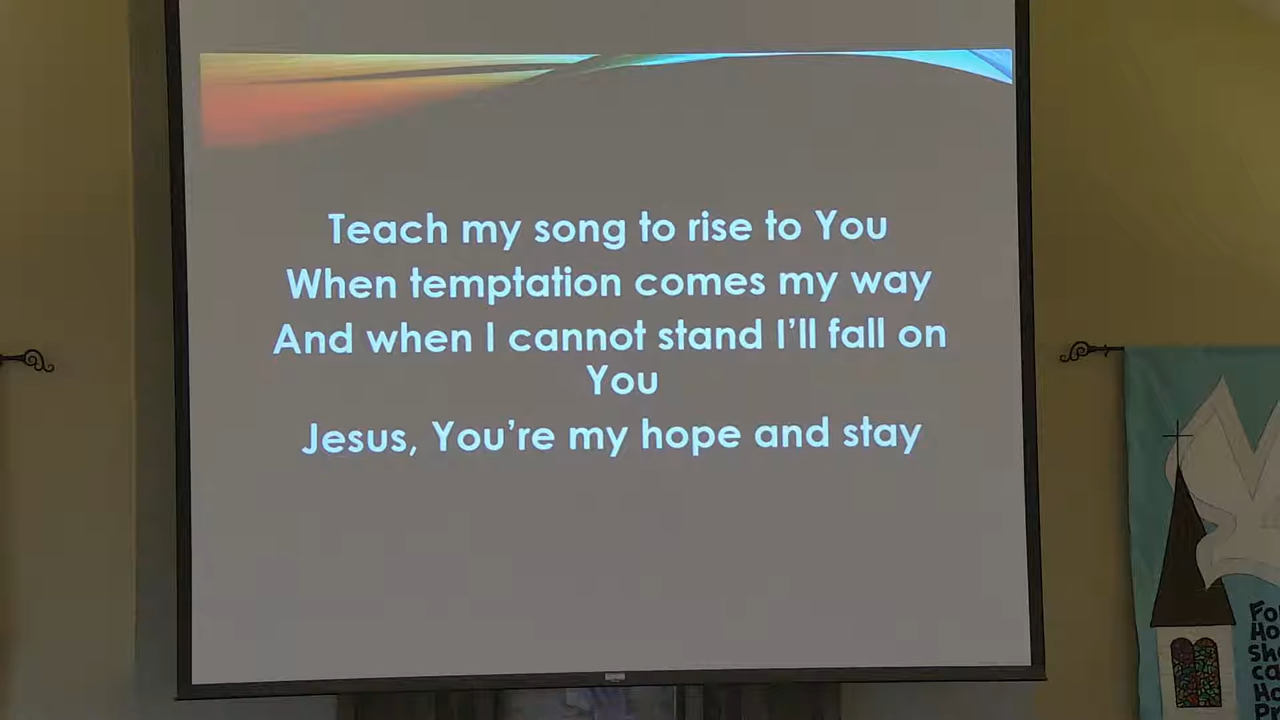 Teach my song to rise to You
When temptation comes my way
And when I cannot stand I'll fall on
You
Jesus, You're my hope and stay